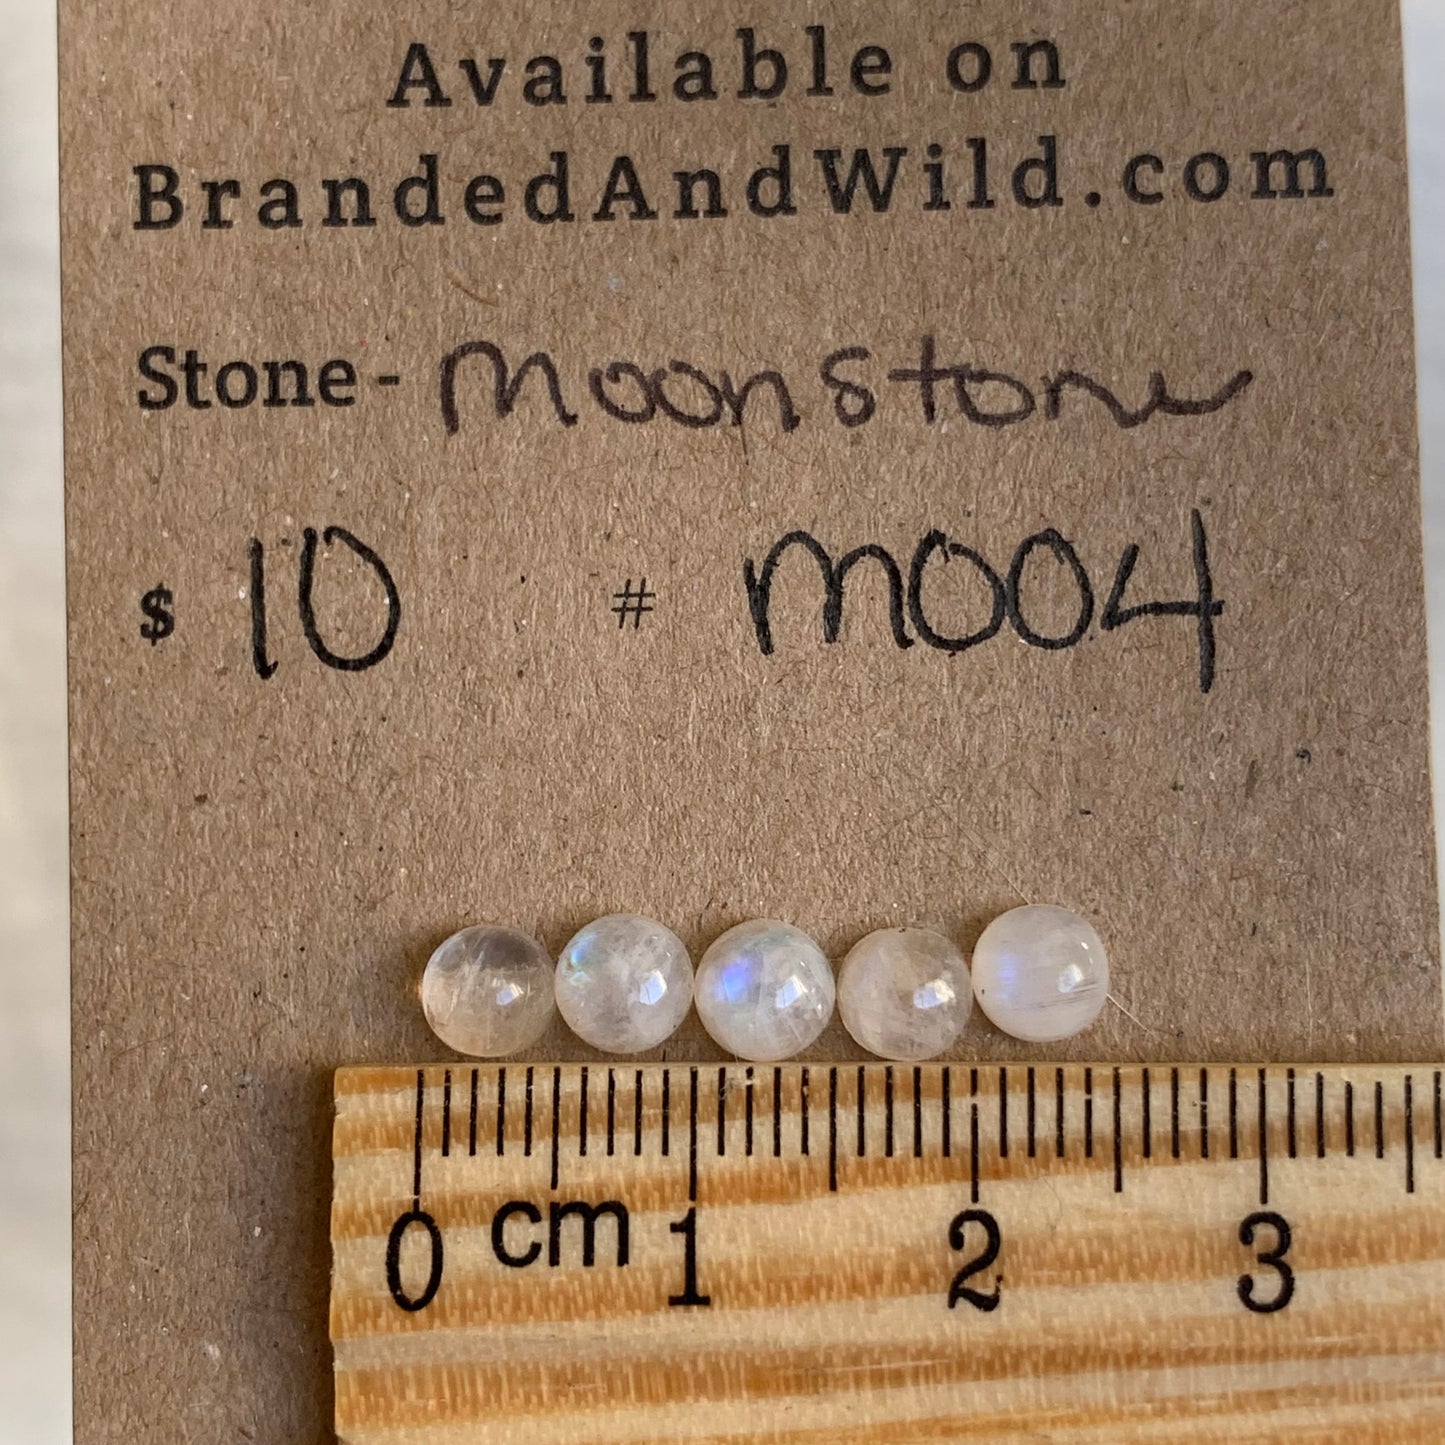 Available on
BrandedAndWild.com
Stone - Moonstone
$ 10 # M004
0 cm 1 2 3